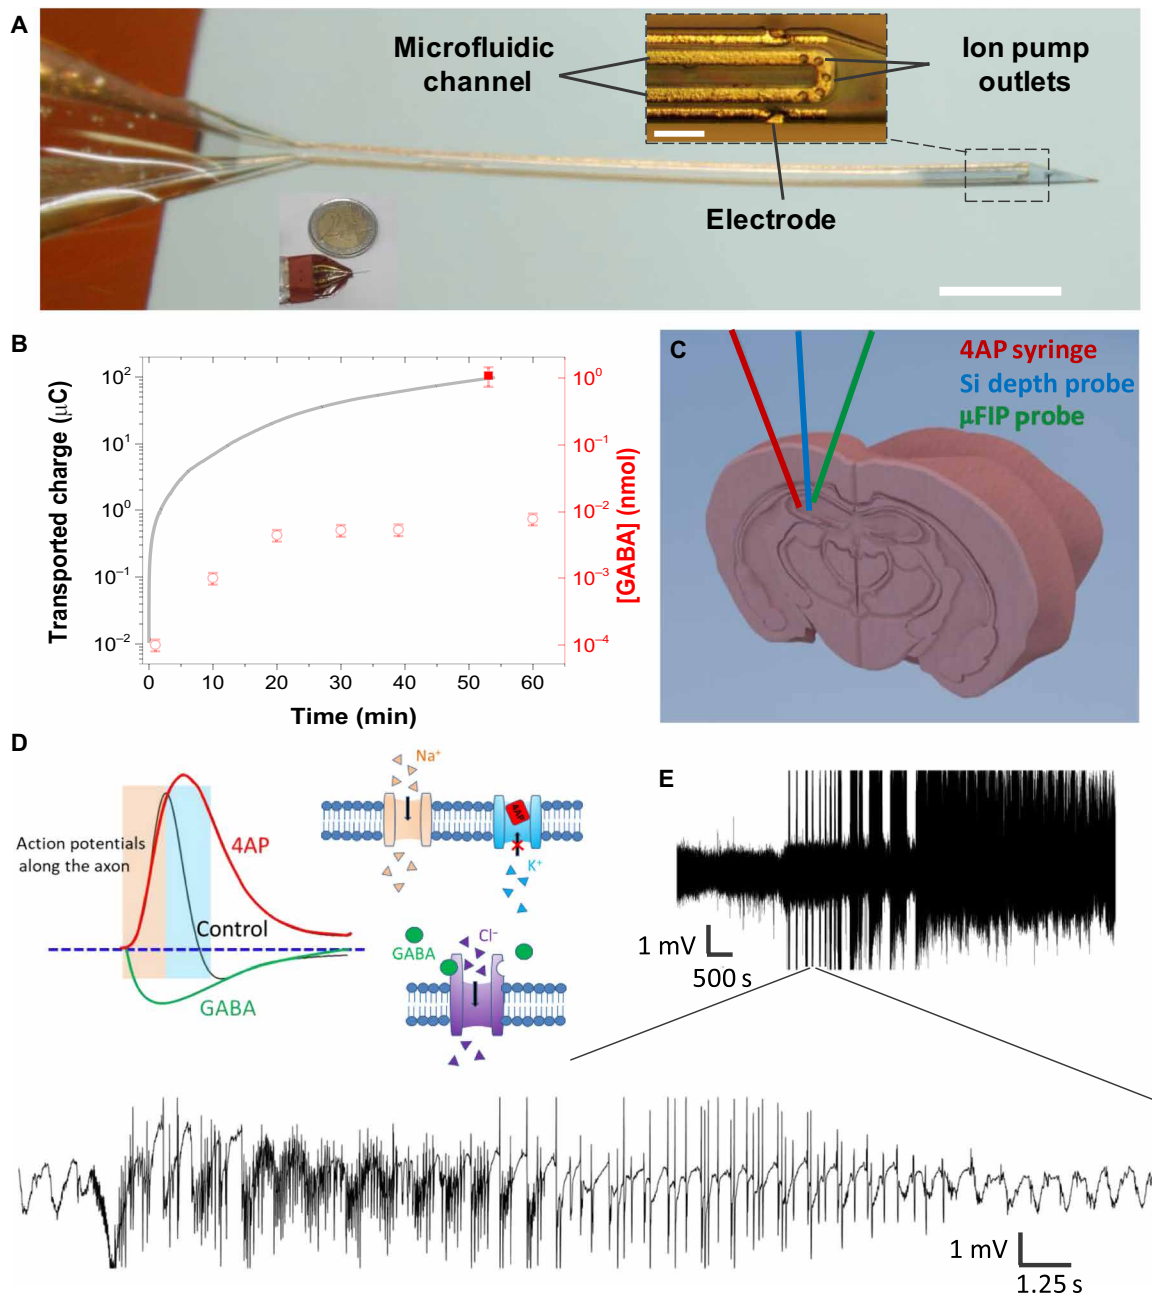 A
Microfluidic
channel
Ion pump
outlets
Electrode
B
Transported charge (μC)
10²
10¹
10⁰
10⁻¹
10⁻²
10⁰
10⁻¹
10⁻²
10⁻³
10⁻⁴
[GABA] (nmol)
0 10 20 30 40 50 60
Time (min)
C
4AP syringe
Si depth probe
μFIP probe
D
Action potentials
along the axon
4AP
Control
GABA
Na⁺
4AP
K⁺
GABA
Cl⁻
E
1 mV
500 s
1 mV
1.25 s